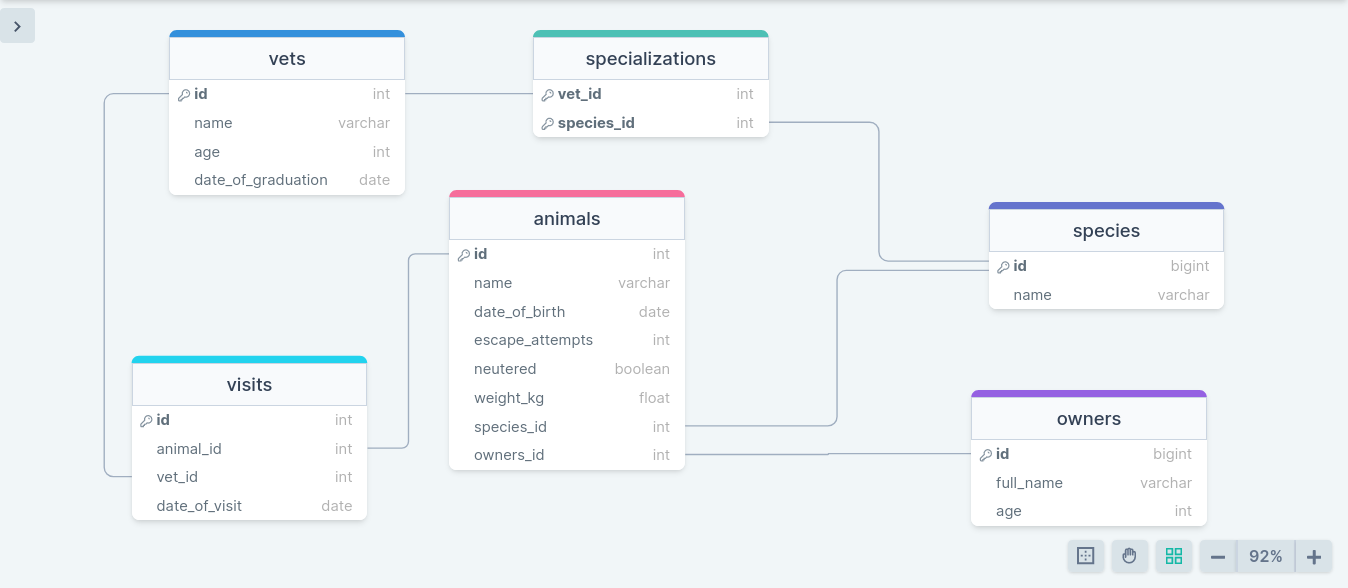 vets
id int
name varchar
age int
date_of_graduation date
specializations
vet_id int
species_id int
animals
id int
name varchar
date_of_birth date
escape_attempts int
neutered boolean
weight_kg float
species_id int
owners_id int
species
id bigint
name varchar
visits
id int
animal_id int
vet_id int
date_of_visit date
owners
id bigint
full_name varchar
age int
92%